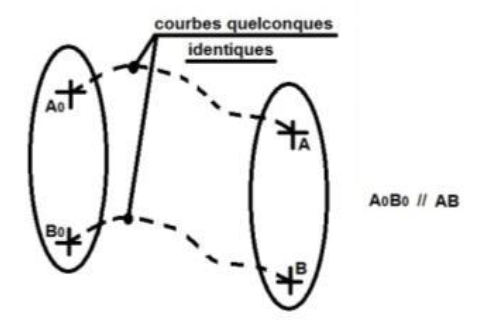 courbes quelconques
identiques
A0
A
A0B0 // AB
B0
B